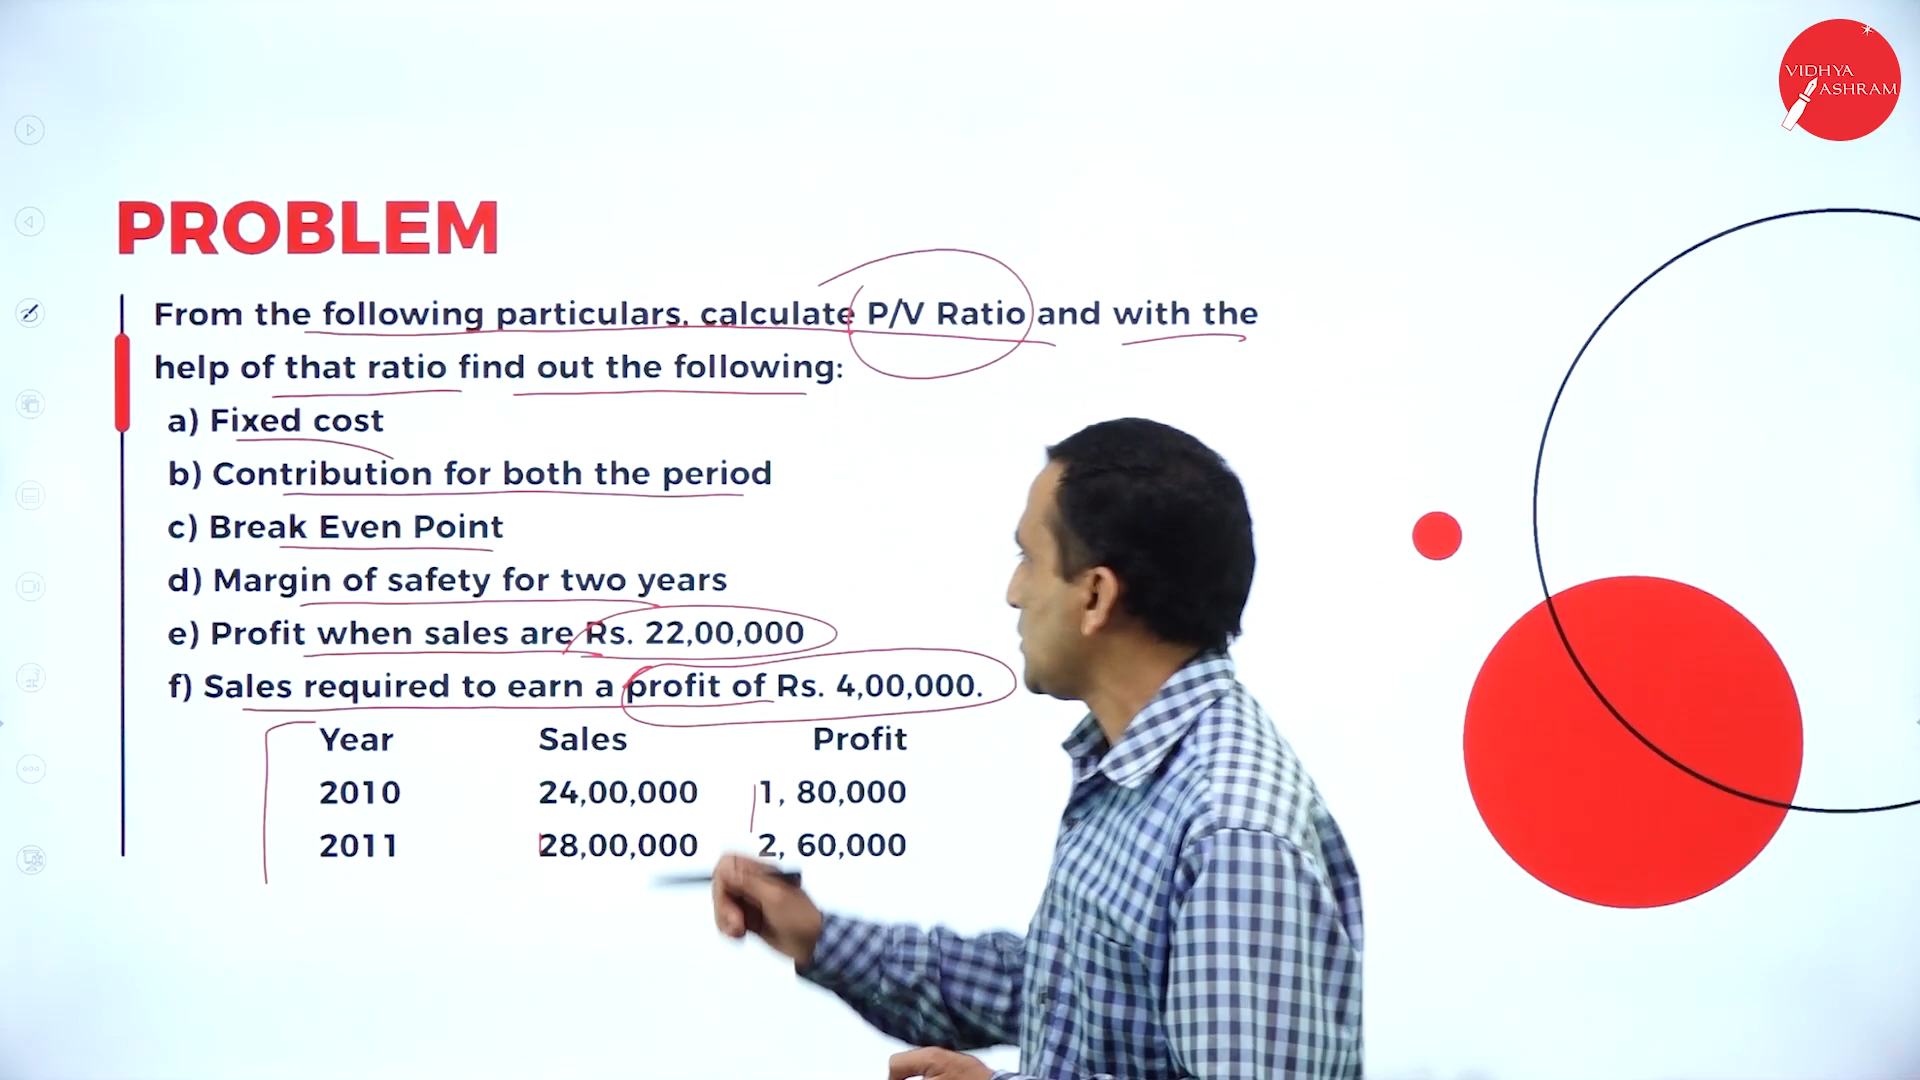 VIDHYA
ASHRAM
PROBLEM
From the following particulars, calculate P/V Ratio and with the
help of that ratio find out the following:
a) Fixed cost
b) Contribution for both the period
c) Break Even Point
d) Margin of safety for two years
e) Profit when sales are Rs. 22,00,000
f) Sales required to earn a profit of Rs. 4,00,000.
Year Sales Profit
2010 24,00,000 1, 80,000
2011 28,00,000 2, 60,000